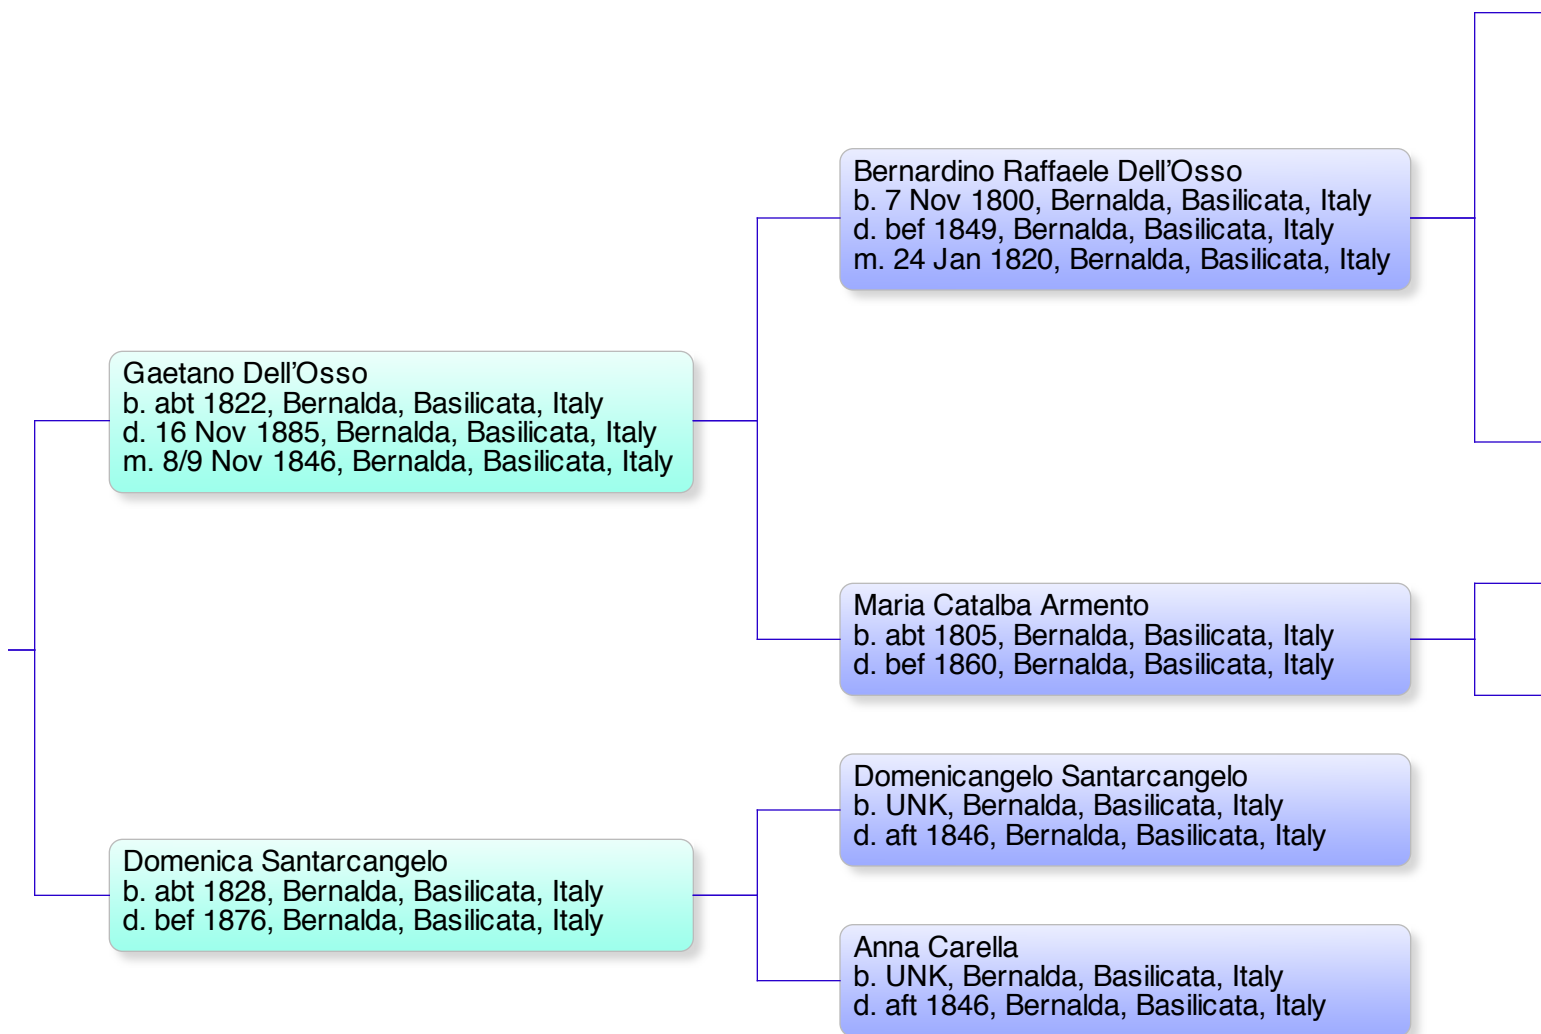 Bernardino Raffaele Dell’Osso
b. 7 Nov 1800, Bernalda, Basilicata, Italy
d. bef 1849, Bernalda, Basilicata, Italy
m. 24 Jan 1820, Bernalda, Basilicata, Italy
Gaetano Dell’Osso
b. abt 1822, Bernalda, Basilicata, Italy
d. 16 Nov 1885, Bernalda, Basilicata, Italy
m. 8/9 Nov 1846, Bernalda, Basilicata, Italy
Maria Catalba Armento
b. abt 1805, Bernalda, Basilicata, Italy
d. bef 1860, Bernalda, Basilicata, Italy
Domenicangelo Santarcangelo
b. UNK, Bernalda, Basilicata, Italy
d. aft 1846, Bernalda, Basilicata, Italy
Domenica Santarcangelo
b. abt 1828, Bernalda, Basilicata, Italy
d. bef 1876, Bernalda, Basilicata, Italy
Anna Carella
b. UNK, Bernalda, Basilicata, Italy
d. aft 1846, Bernalda, Basilicata, Italy